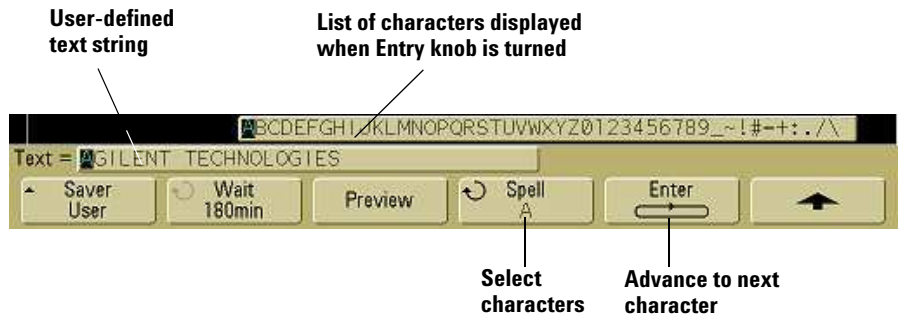 User-defined
text string
List of characters displayed
when Entry knob is turned
ABCDEFGHIJKLMNOPQRSTUVWXYZ0123456789_~!#-+:./\
Text = AGILENT TECHNOLOGIES
Saver
User
Wait
180min
Preview
Spell
A
Enter
Select
characters
Advance to next
character